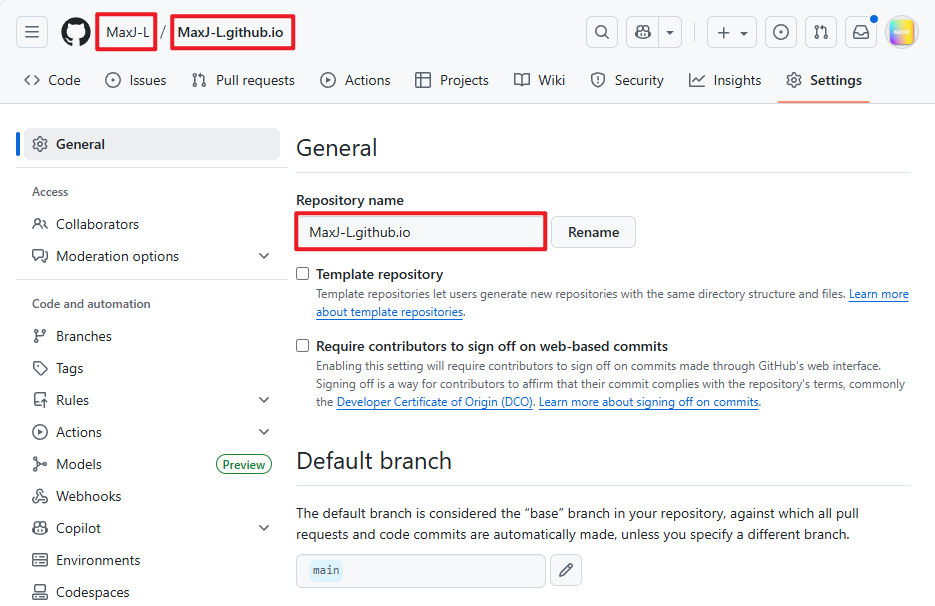 MaxJ-L / MaxJ-L.github.io
Code Issues Pull requests Actions Projects Wiki Security Insights Settings
General
Access
Collaborators
Moderation options
Code and automation
Branches
Tags
Rules
Actions
Models Preview
Webhooks
Copilot
Environments
Codespaces
General
Repository name
MaxJ-L.github.io Rename
Template repository
Template repositories let users generate new repositories with the same directory structure and files. Learn more
about template repositories.
Require contributors to sign off on web-based commits
Enabling this setting will require contributors to sign off on commits made through GitHub's web interface.
Signing off is a way for contributors to affirm that their commit complies with the repository's terms, commonly
the Developer Certificate of Origin (DCO). Learn more about signing off on commits.
Default branch
The default branch is considered the “base” branch in your repository, against which all pull
requests and code commits are automatically made, unless you specify a different branch.
main